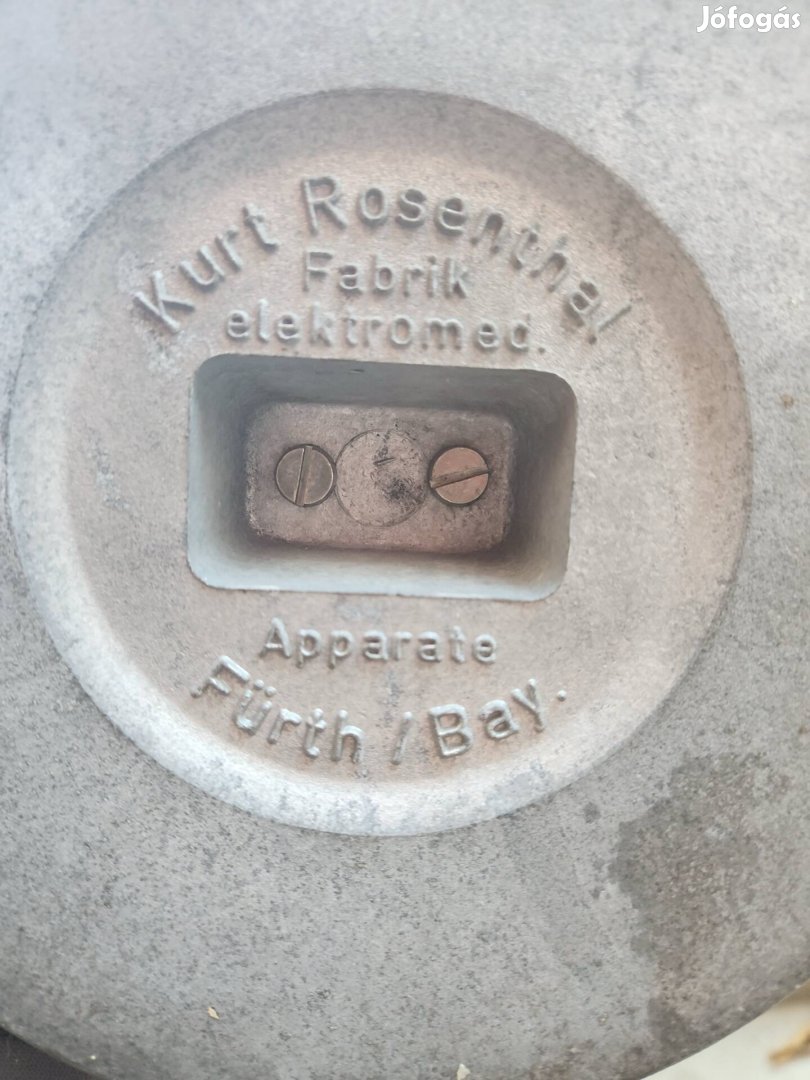 Jófogás
Kurt Rosenthal
Fabrik
elektromed.
Apparate
Fürth / Bay.